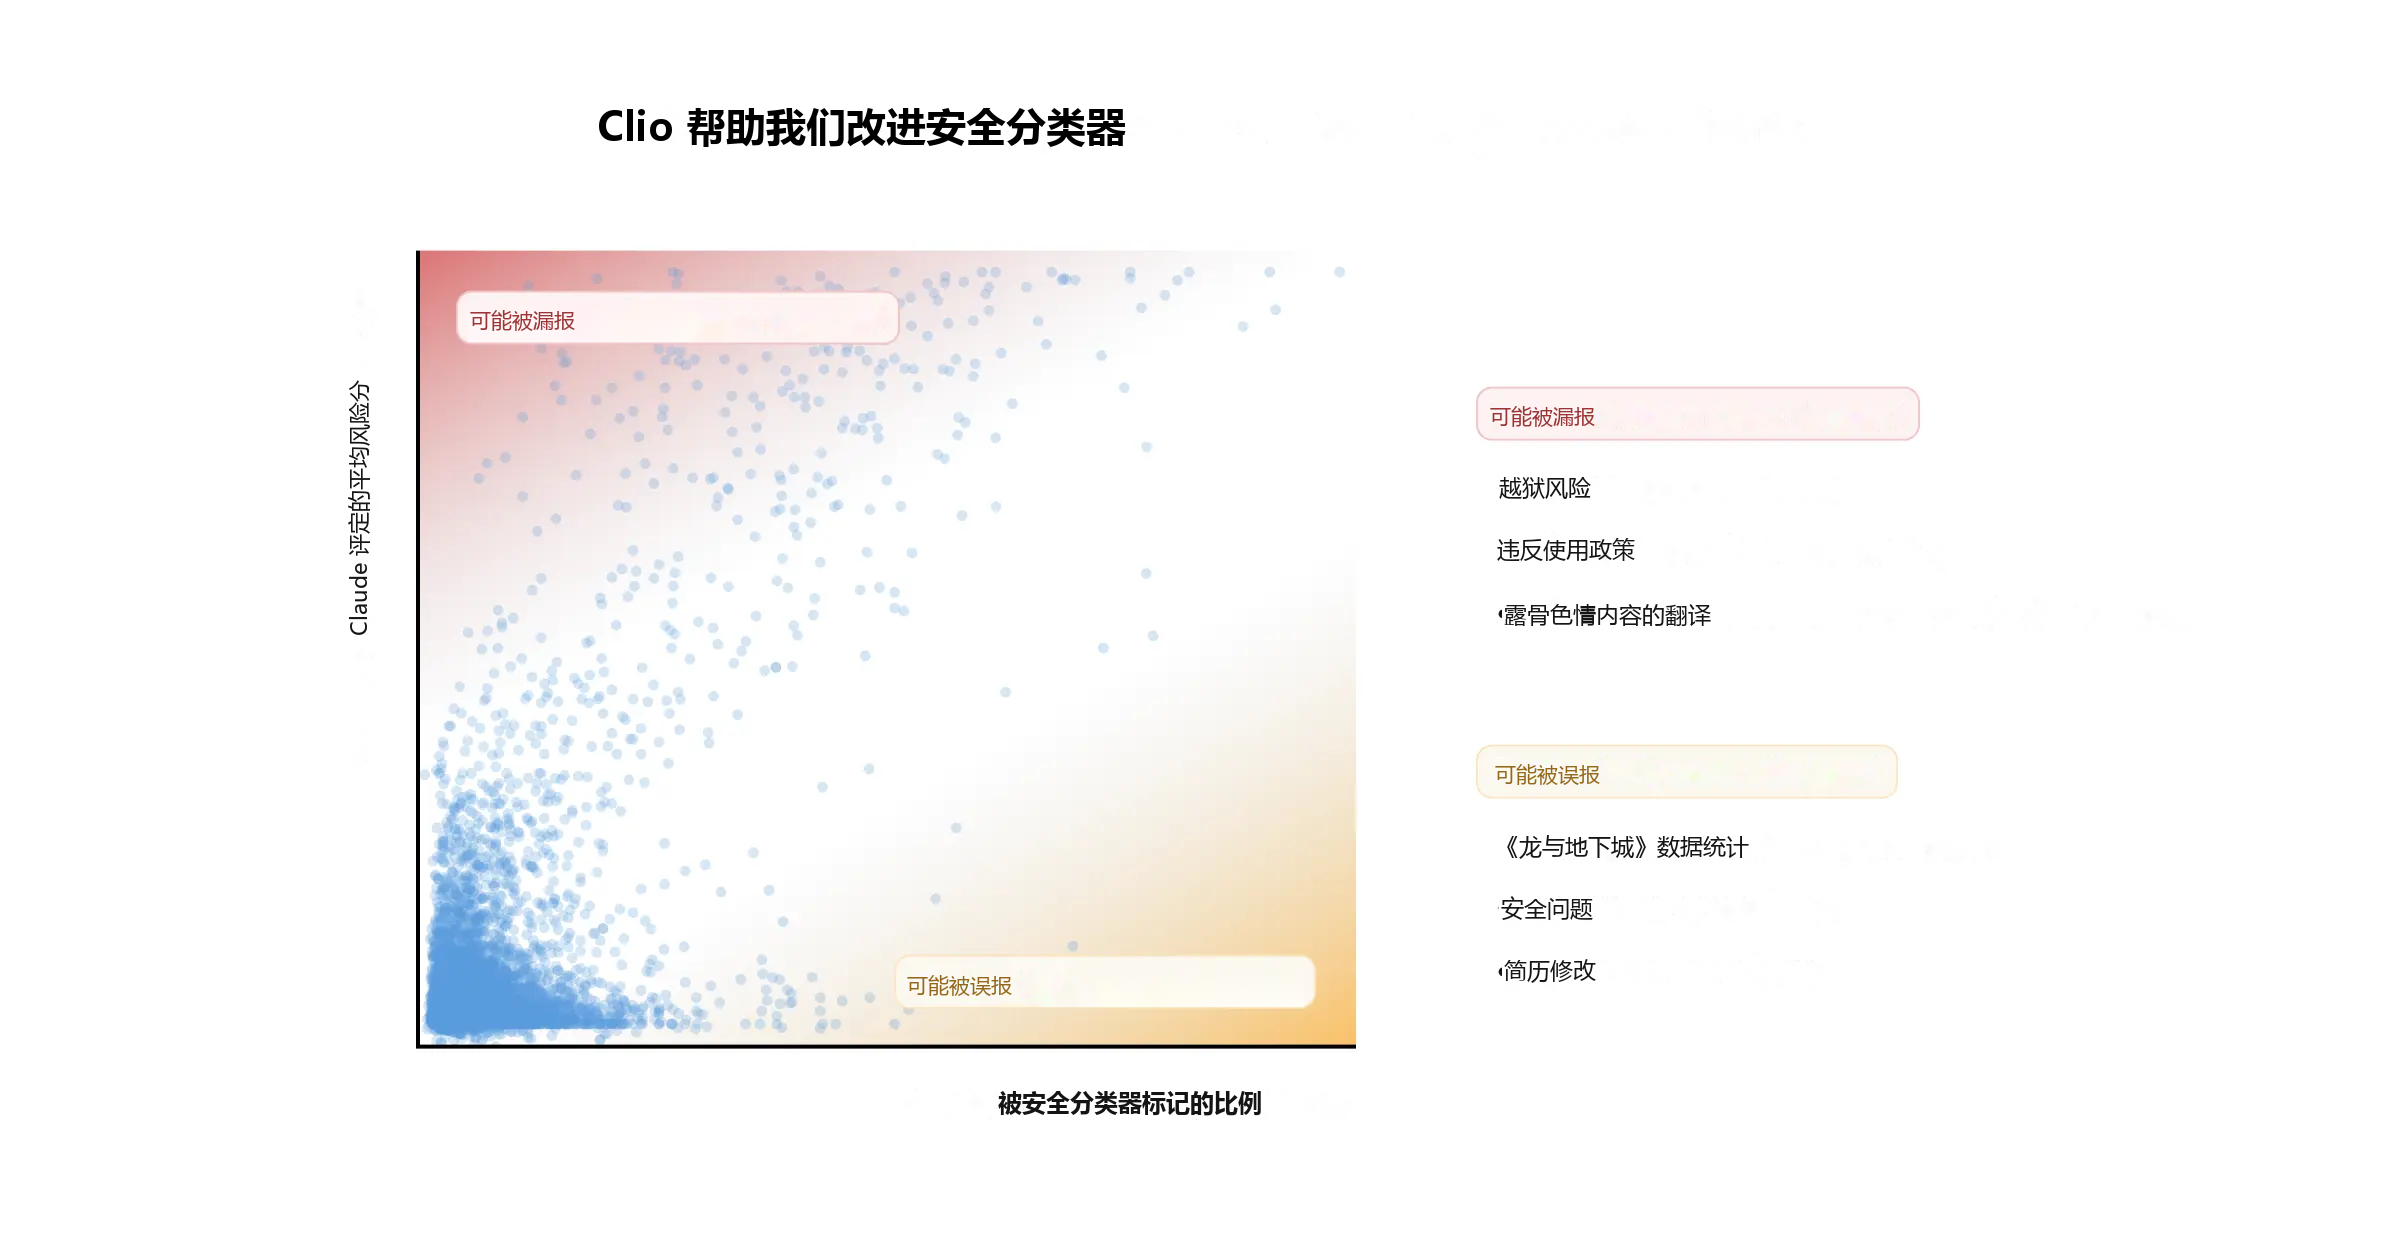 Clio 帮助我们改进安全分类器
可能被漏报
Claude 评定的平均风险分
可能被误报
被安全分类器标记的比例
可能被漏报
越狱风险
违反使用政策
•露骨色情内容的翻译
可能被误报
《龙与地下城》数据统计
安全问题
•简历修改